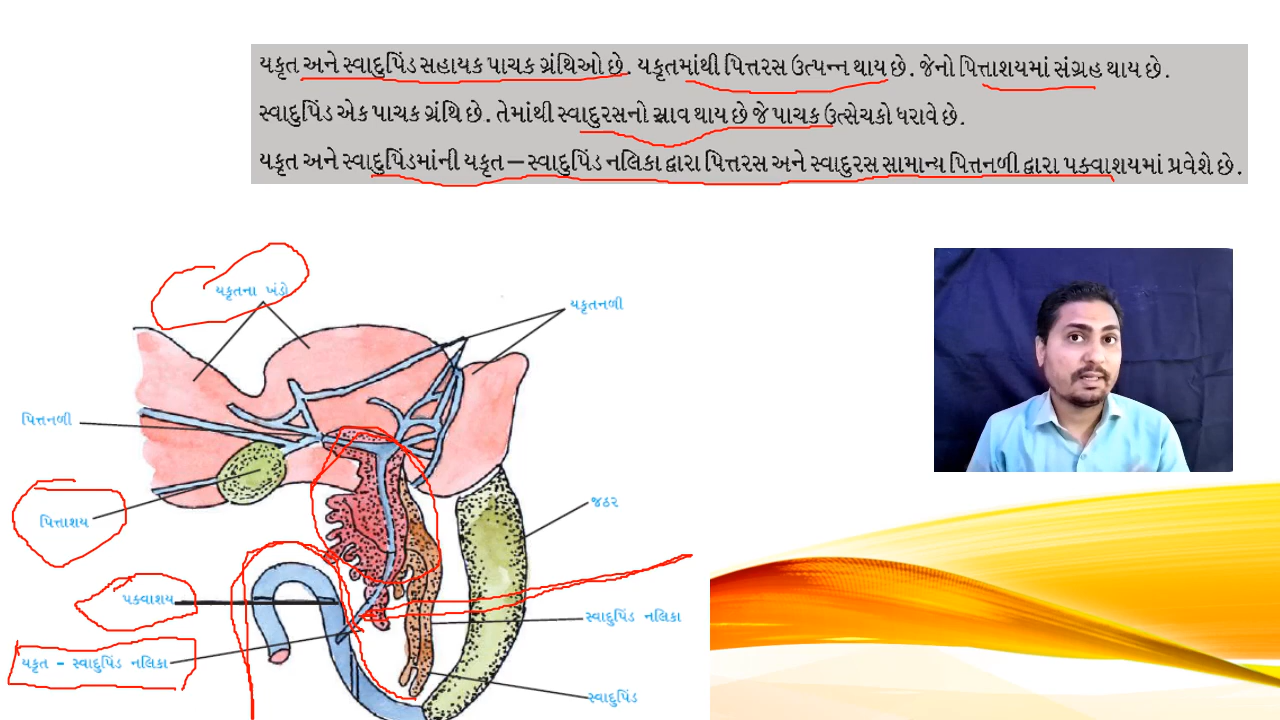 યકૃત અને સ્વાદુપિંડ સહાયક પાચક ગ્રંથિઓ છે. યકૃતમાંથી પિત્તરસ ઉત્પન્ન થાય છે. જેનો પિત્તાશયમાં સંગ્રહ થાય છે.
સ્વાદુપિંડ એક પાચક ગ્રંથિ છે. તેમાંથી સ્વાદુરસનો સ્રાવ થાય છે જે પાચક ઉત્સેચકો ધરાવે છે.
યકૃત અને સ્વાદુપિંડમાંની યકૃત – સ્વાદુપિંડ નલિકા દ્વારા પિત્તરસ અને સ્વાદુરસ સામાન્ય પિત્તનળી દ્વારા પક્વાશયમાં પ્રવેશે છે.
યકૃતના ખંડો
યકૃતનળી
પિત્તનળી
જઠર
પિત્તાશય
પક્વાશય
સ્વાદુપિંડ નલિકા
યકૃત – સ્વાદુપિંડ નલિકા
સ્વાદુપિંડ